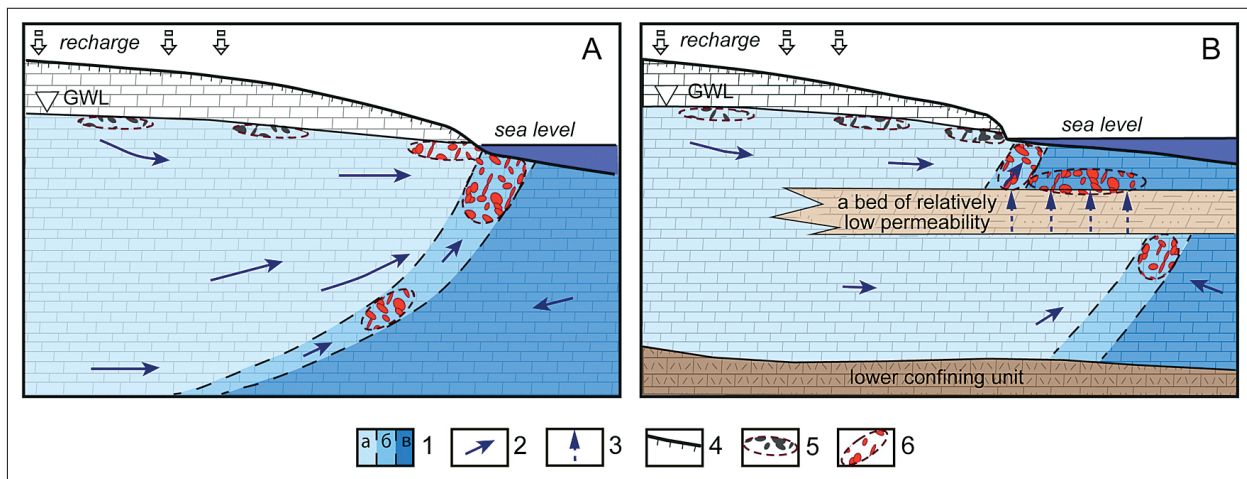 recharge
A
GWL
sea level
recharge
B
GWL
sea level
a bed of relatively
low permeability
lower confining unit
а б в 1
2
3
4
5
6